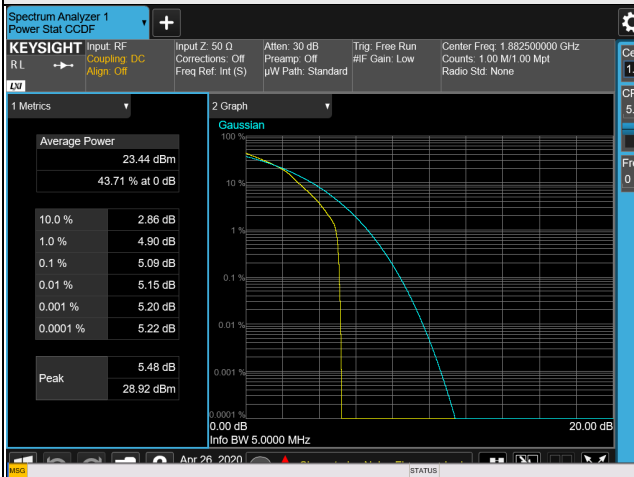 Spectrum Analyzer 1
Power Stat CCDF
+
KEYSIGHT
RL
LXI
Input: RF
Coupling: DC
Align: Off
Input Z: 50 Ω
Corrections: Off
Freq Ref: Int (S)
Atten: 30 dB
Preamp: Off
µW Path: Standard
Trig: Free Run
#IF Gain: Low
Center Freq: 1.882500000 GHz
Counts: 1.00 M/1.00 Mpt
Radio Std: None
1 Metrics
Average Power
23.44 dBm
43.71 % at 0 dB
10.0 % 2.86 dB
1.0 % 4.90 dB
0.1 % 5.09 dB
0.01 % 5.15 dB
0.001 % 5.20 dB
0.0001 % 5.22 dB
Peak
5.48 dB
28.92 dBm
2 Graph
Gaussian
100 %
10 %
1 %
0.1 %
0.01 %
0.001 %
0.0001 %
0.00 dB 20.00 dB
Info BW 5.0000 MHz
Apr 26, 2020
MSG STATUS